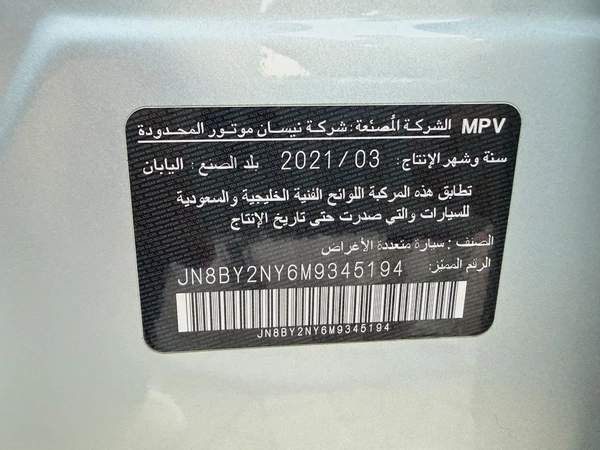 MPV الشركة المُصنّعة: شركة نيسان موتور المحدودة
سنة وشهر الإنتاج: 2021/03 بلد الصنع: اليابان
تطابق هذه المركبة اللوائح الفنية الخليجية والسعودية
للسيارات والتي صدرت حتى تاريخ الإنتاج
الصنف: سيارة متعددة الأغراض
الرقم المميّز: JN8BY2NY6M9345194
JN8BY2NY6M9345194